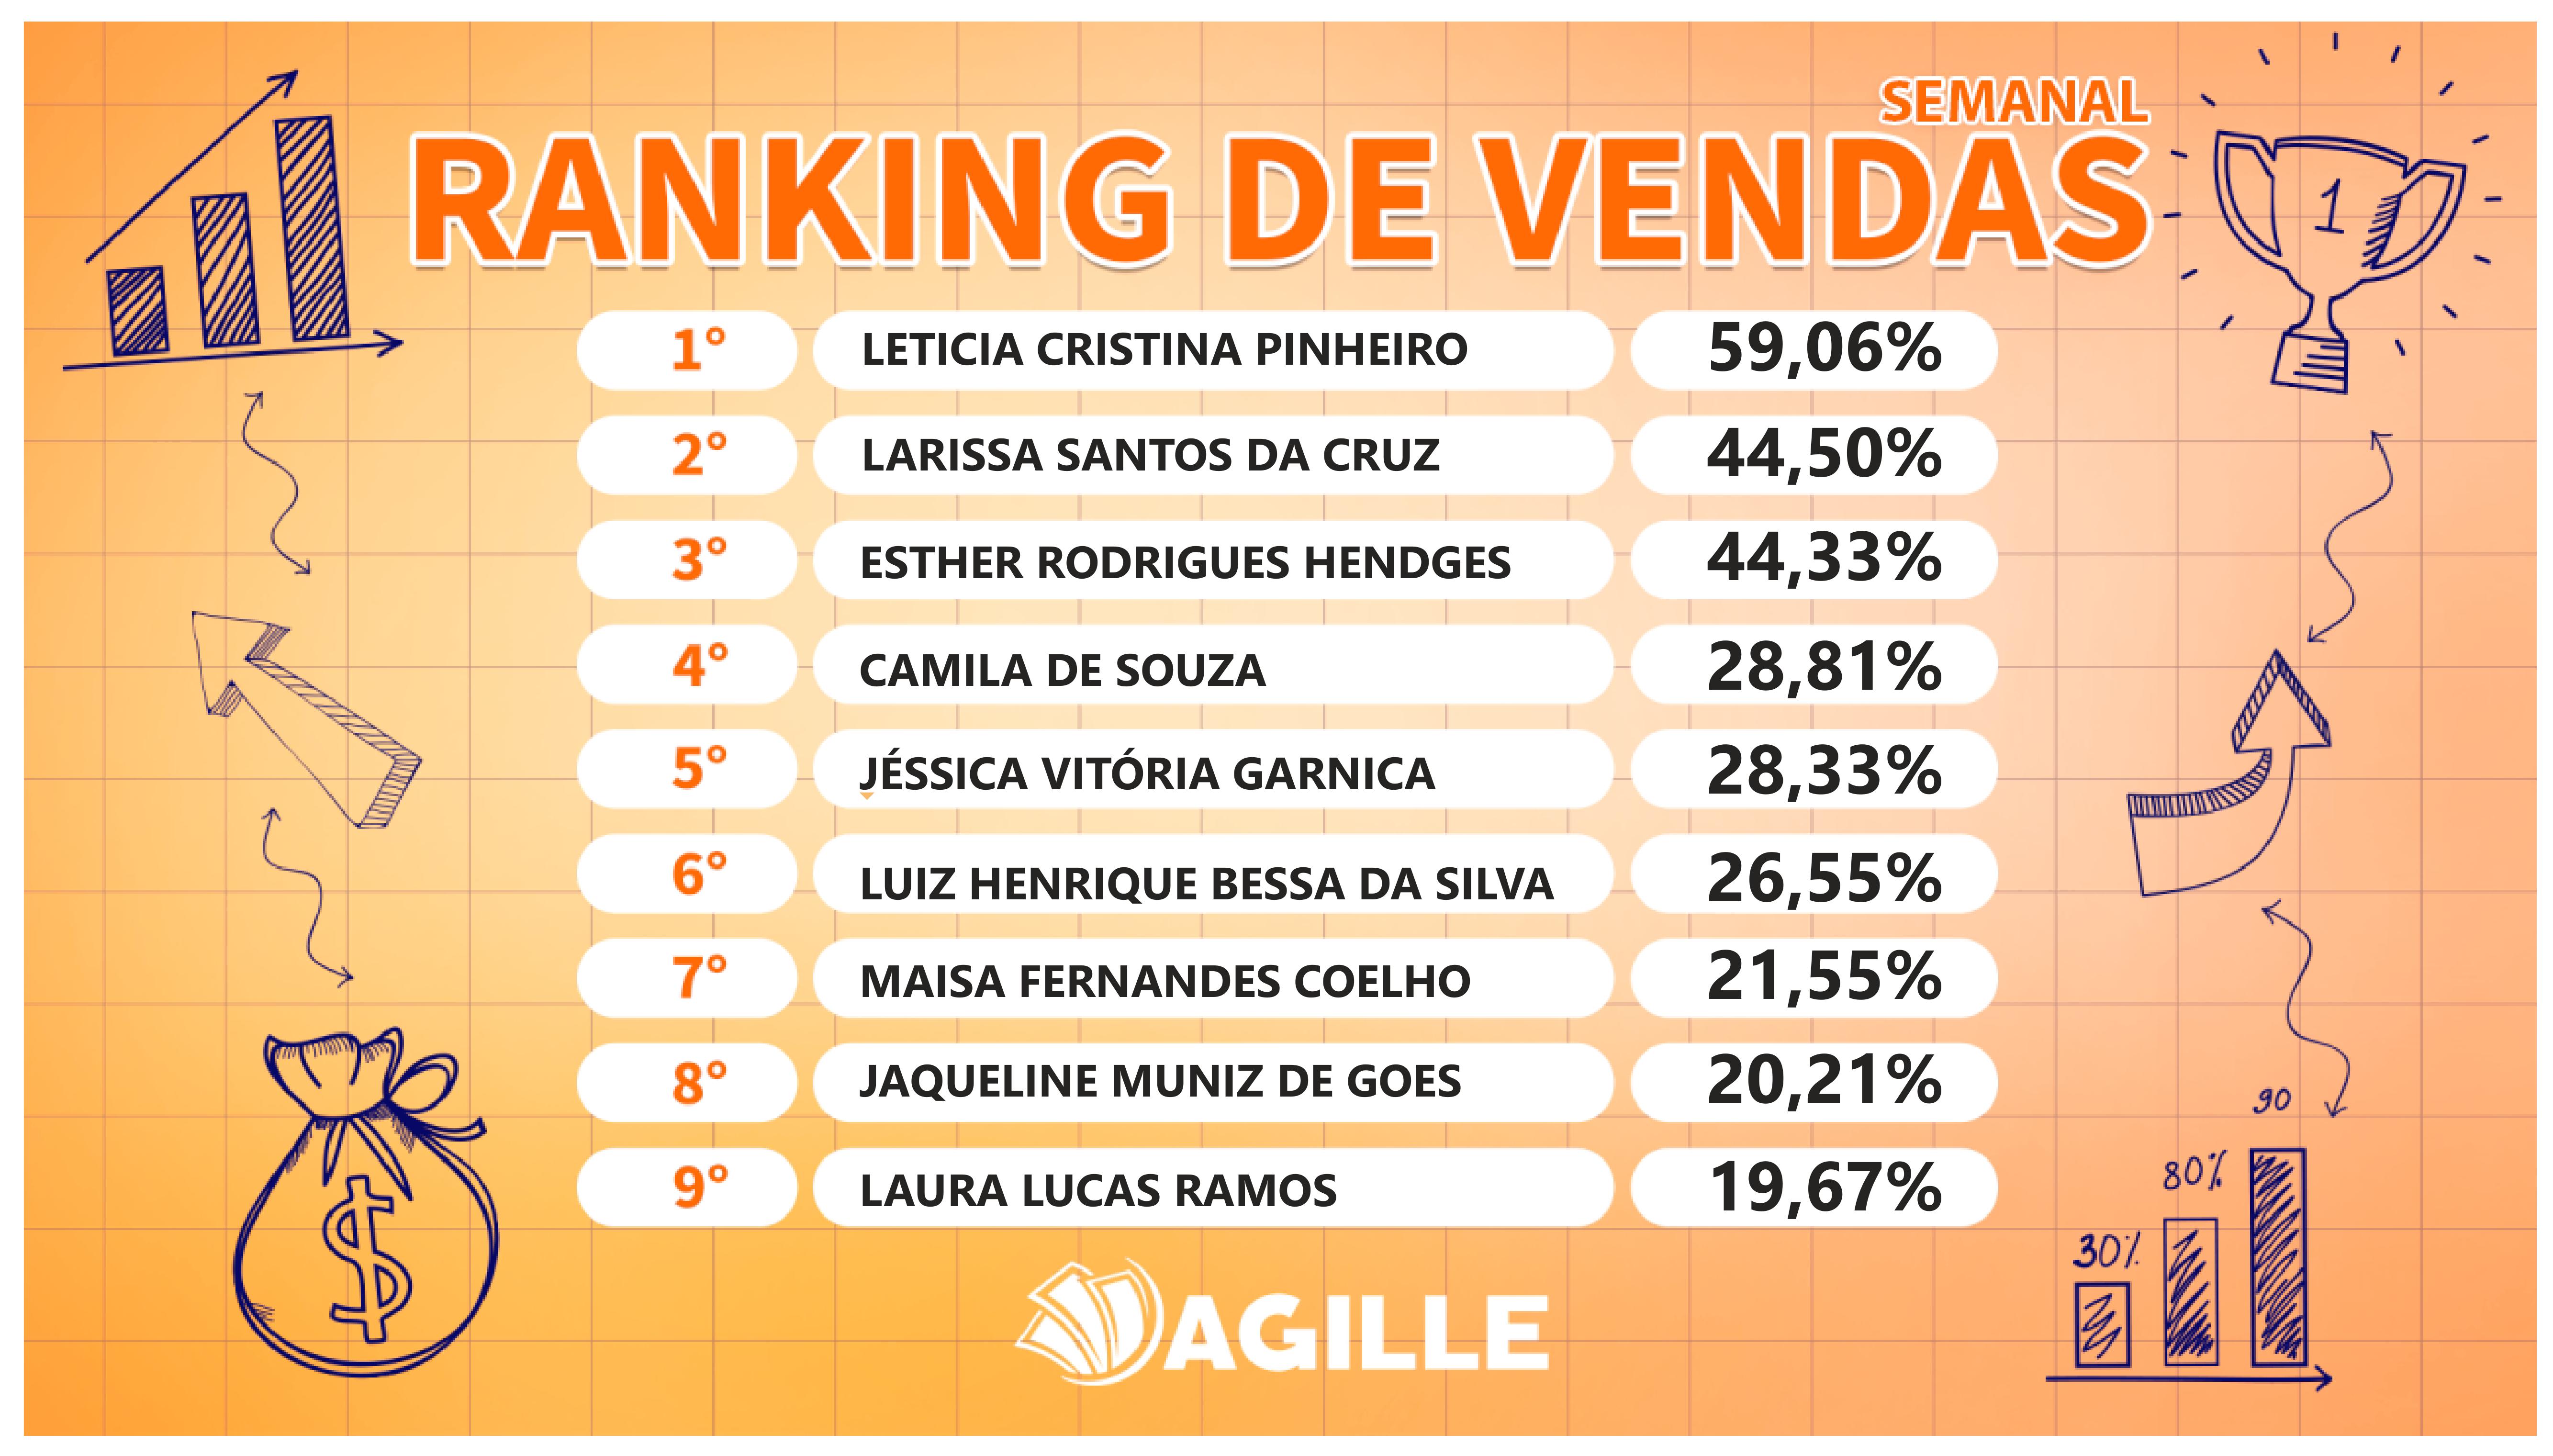 SEMANAL
RANKING DE VENDAS
1
1° LETICIA CRISTINA PINHEIRO 59,06%
2° LARISSA SANTOS DA CRUZ 44,50%
3° ESTHER RODRIGUES HENDGES 44,33%
4° CAMILA DE SOUZA 28,81%
5° JÉSSICA VITÓRIA GARNICA 28,33%
6° LUIZ HENRIQUE BESSA DA SILVA 26,55%
7° MAISA FERNANDES COELHO 21,55%
8° JAQUELINE MUNIZ DE GOES 20,21%
9° LAURA LUCAS RAMOS 19,67%
$
90
80%
30%
AGILLE